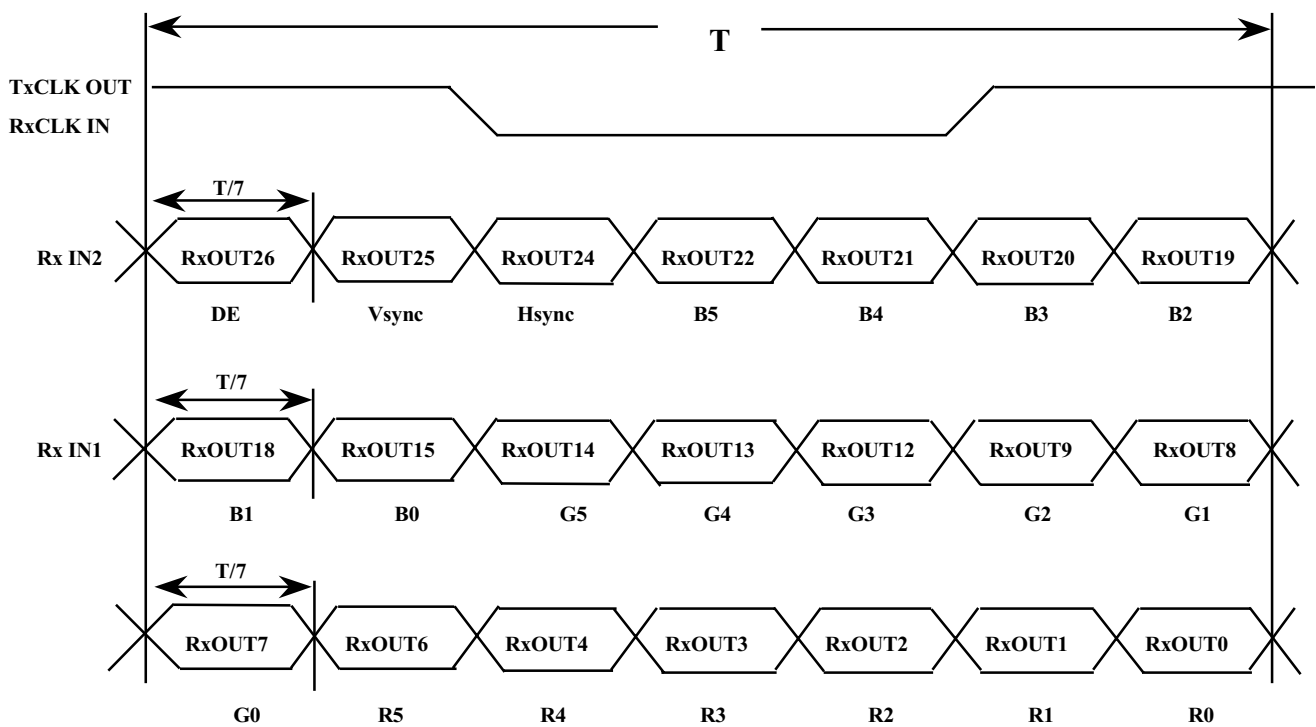 T
TxCLK OUT
RxCLK IN
T/7
Rx IN2 RxOUT26 RxOUT25 RxOUT24 RxOUT22 RxOUT21 RxOUT20 RxOUT19
DE Vsync Hsync B5 B4 B3 B2
T/7
Rx IN1 RxOUT18 RxOUT15 RxOUT14 RxOUT13 RxOUT12 RxOUT9 RxOUT8
B1 B0 G5 G4 G3 G2 G1
T/7
RxOUT7 RxOUT6 RxOUT4 RxOUT3 RxOUT2 RxOUT1 RxOUT0
G0 R5 R4 R3 R2 R1 R0